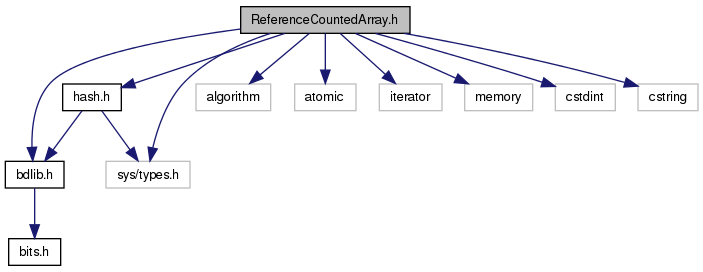 ReferenceCountedArray.h
hash.h
algorithm
atomic
iterator
memory
cstdint
cstring
bdlib.h
sys/types.h
bits.h